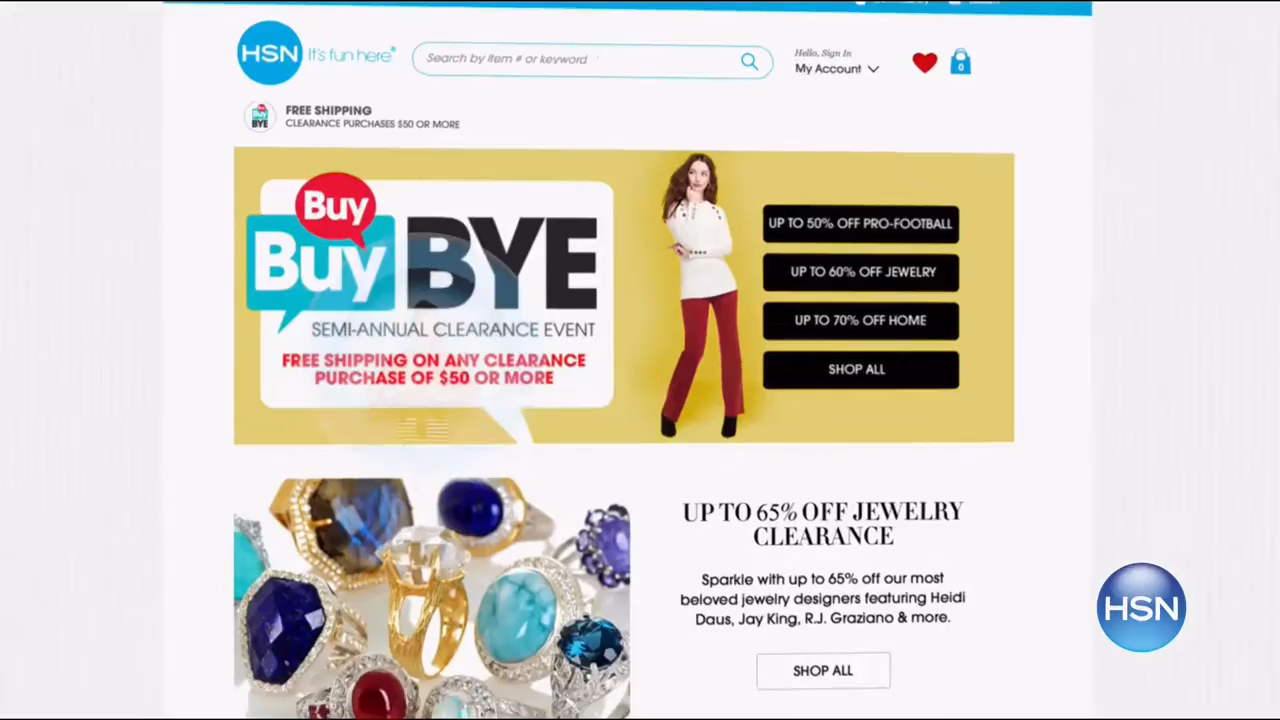 HSN It's fun here®
Search by item # or keyword
Hello, Sign In
My Account
0
Buy
Buy
BYE
FREE SHIPPING
CLEARANCE PURCHASES $50 OR MORE
Buy
Buy BYE
SEMI-ANNUAL CLEARANCE EVENT
FREE SHIPPING ON ANY CLEARANCE
PURCHASE OF $50 OR MORE
UP TO 50% OFF PRO-FOOTBALL
UP TO 60% OFF JEWELRY
UP TO 70% OFF HOME
SHOP ALL
UP TO 65% OFF JEWELRY
CLEARANCE
Sparkle with up to 65% off our most
beloved jewelry designers featuring Heidi
Daus, Jay King, R.J. Graziano & more.
SHOP ALL
HSN